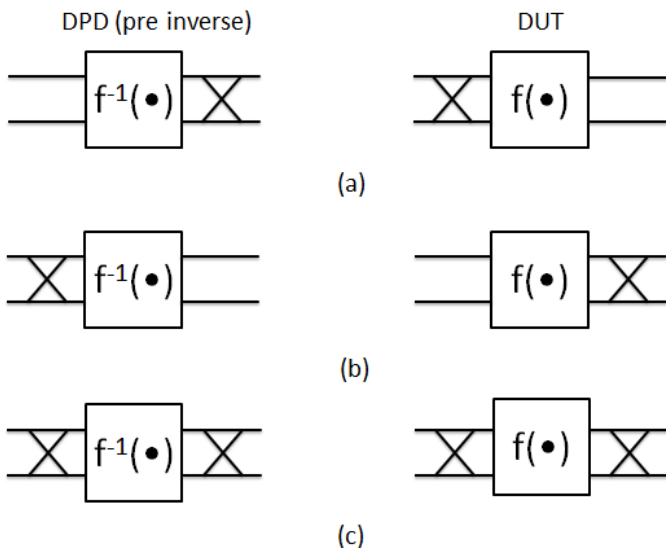 DPD (pre inverse) DUT
f⁻¹(•) f(•)
(a)
f⁻¹(•) f(•)
(b)
f⁻¹(•) f(•)
(c)